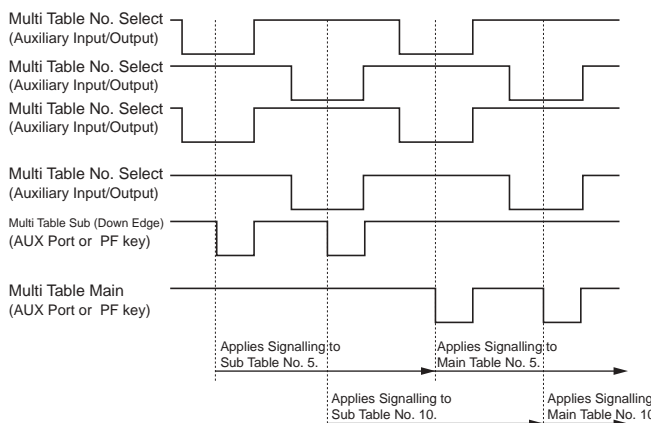 Multi Table No. Select
(Auxiliary Input/Output)
Multi Table No. Select
(Auxiliary Input/Output)
Multi Table No. Select
(Auxiliary Input/Output)
Multi Table No. Select
(Auxiliary Input/Output)
Multi Table Sub (Down Edge)
(AUX Port or PF key)
Multi Table Main
(AUX Port or PF key)
Applies Signalling to
Sub Table No. 5.
Applies Signalling to
Main Table No. 5.
Applies Signalling to
Sub Table No. 10.
Applies Signalling
Main Table No. 10